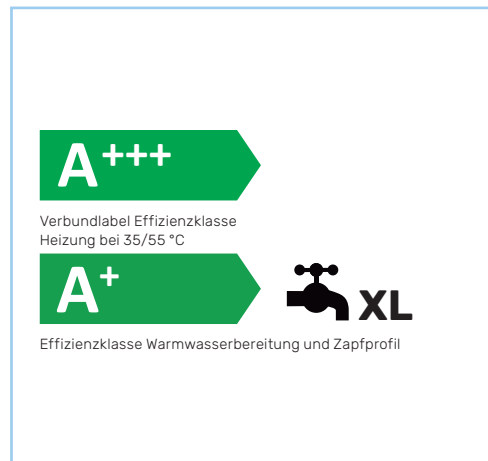 A+++
Verbundlabel Effizienzklasse
Heizung bei 35/55 °C
A+
XL
Effizienzklasse Warmwasserbereitung und Zapfprofil